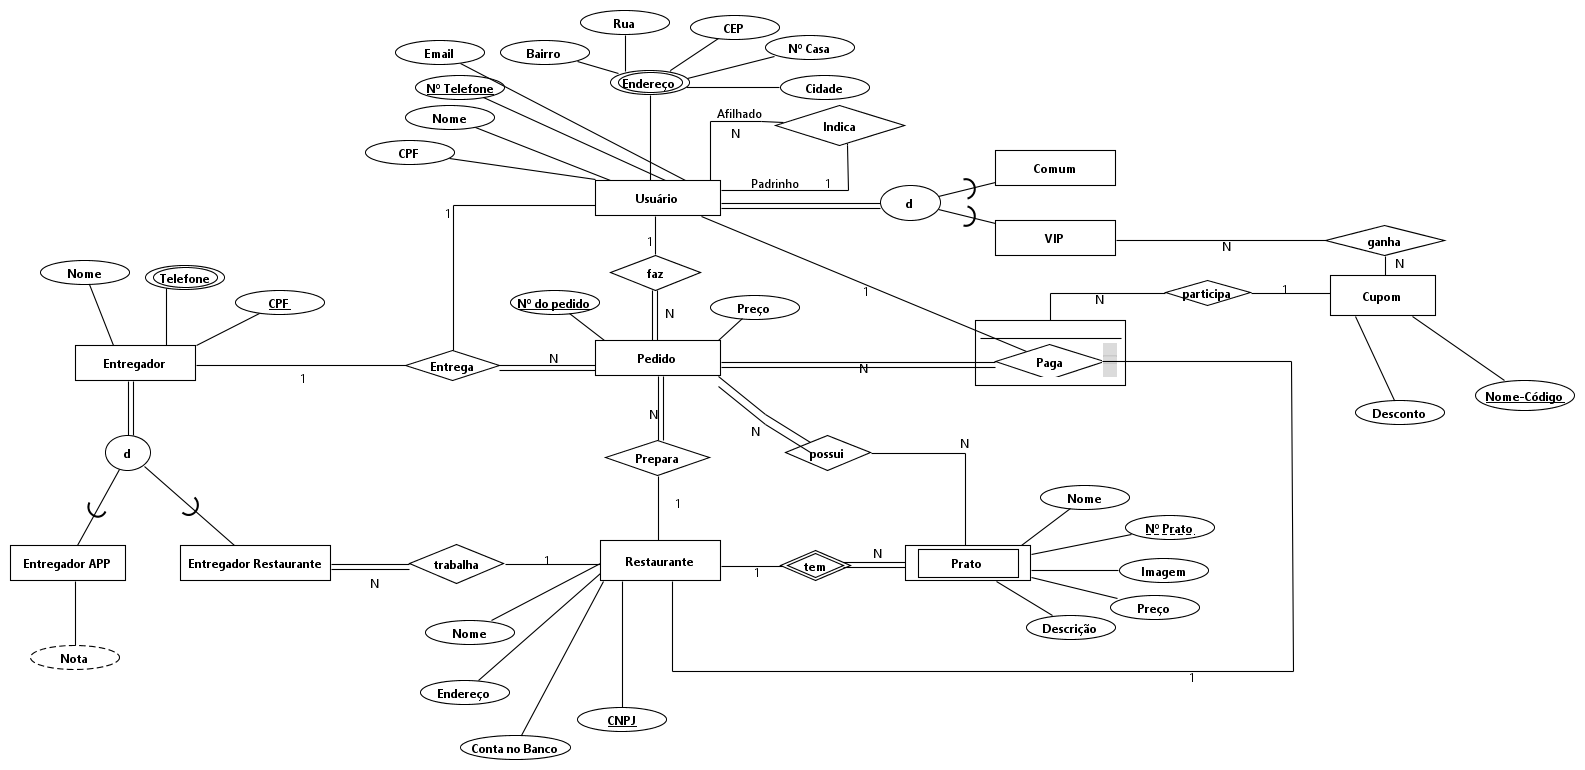 Rua
CEP
Email
Bairro
Nº Casa
Endereço
Nº Telefone
Cidade
Nome
Afilhado
N
Indica
CPF
Padrinho
1
Comum
Usuário
d
1
VIP
N
ganha
1
N
faz
Nome
Telefone
CPF
Nº do pedido
Preço
N
1
N
participa
1
Cupom
Entregador
1
Entrega
N
Pedido
N
Paga
Desconto
Nome-Código
N
N
possui
N
d
Prepara
1
Nome
Nº Prato
Entregador APP
Entregador Restaurante
N
trabalha
1
Restaurante
1
tem
N
Prato
Imagem
Preço
Descrição
Nome
Nota
Endereço
1
CNPJ
Conta no Banco